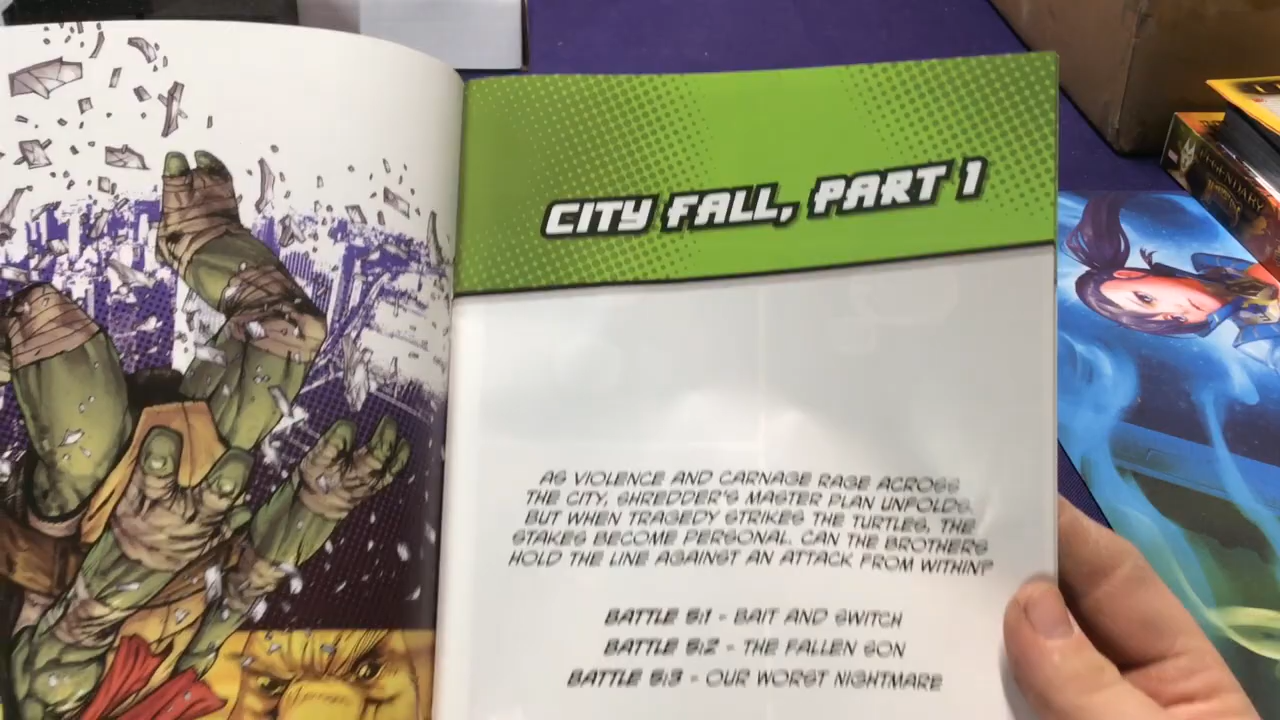 CITY FALL, PART 1
AS VIOLENCE AND CARNAGE RAGE ACROSS
THE CITY, SHREDDER'S MASTER PLAN UNFOLDS.
BUT WHEN TRAGEDY STRIKES THE TURTLES, THE
STAKES BECOME PERSONAL. CAN THE BROTHERS
HOLD THE LINE AGAINST AN ATTACK FROM WITHIN?
BATTLE 5:1 - BAIT AND SWITCH
BATTLE 5:2 - THE FALLEN SON
BATTLE 5:3 - OUR WORST NIGHTMARE
LEGENDARY